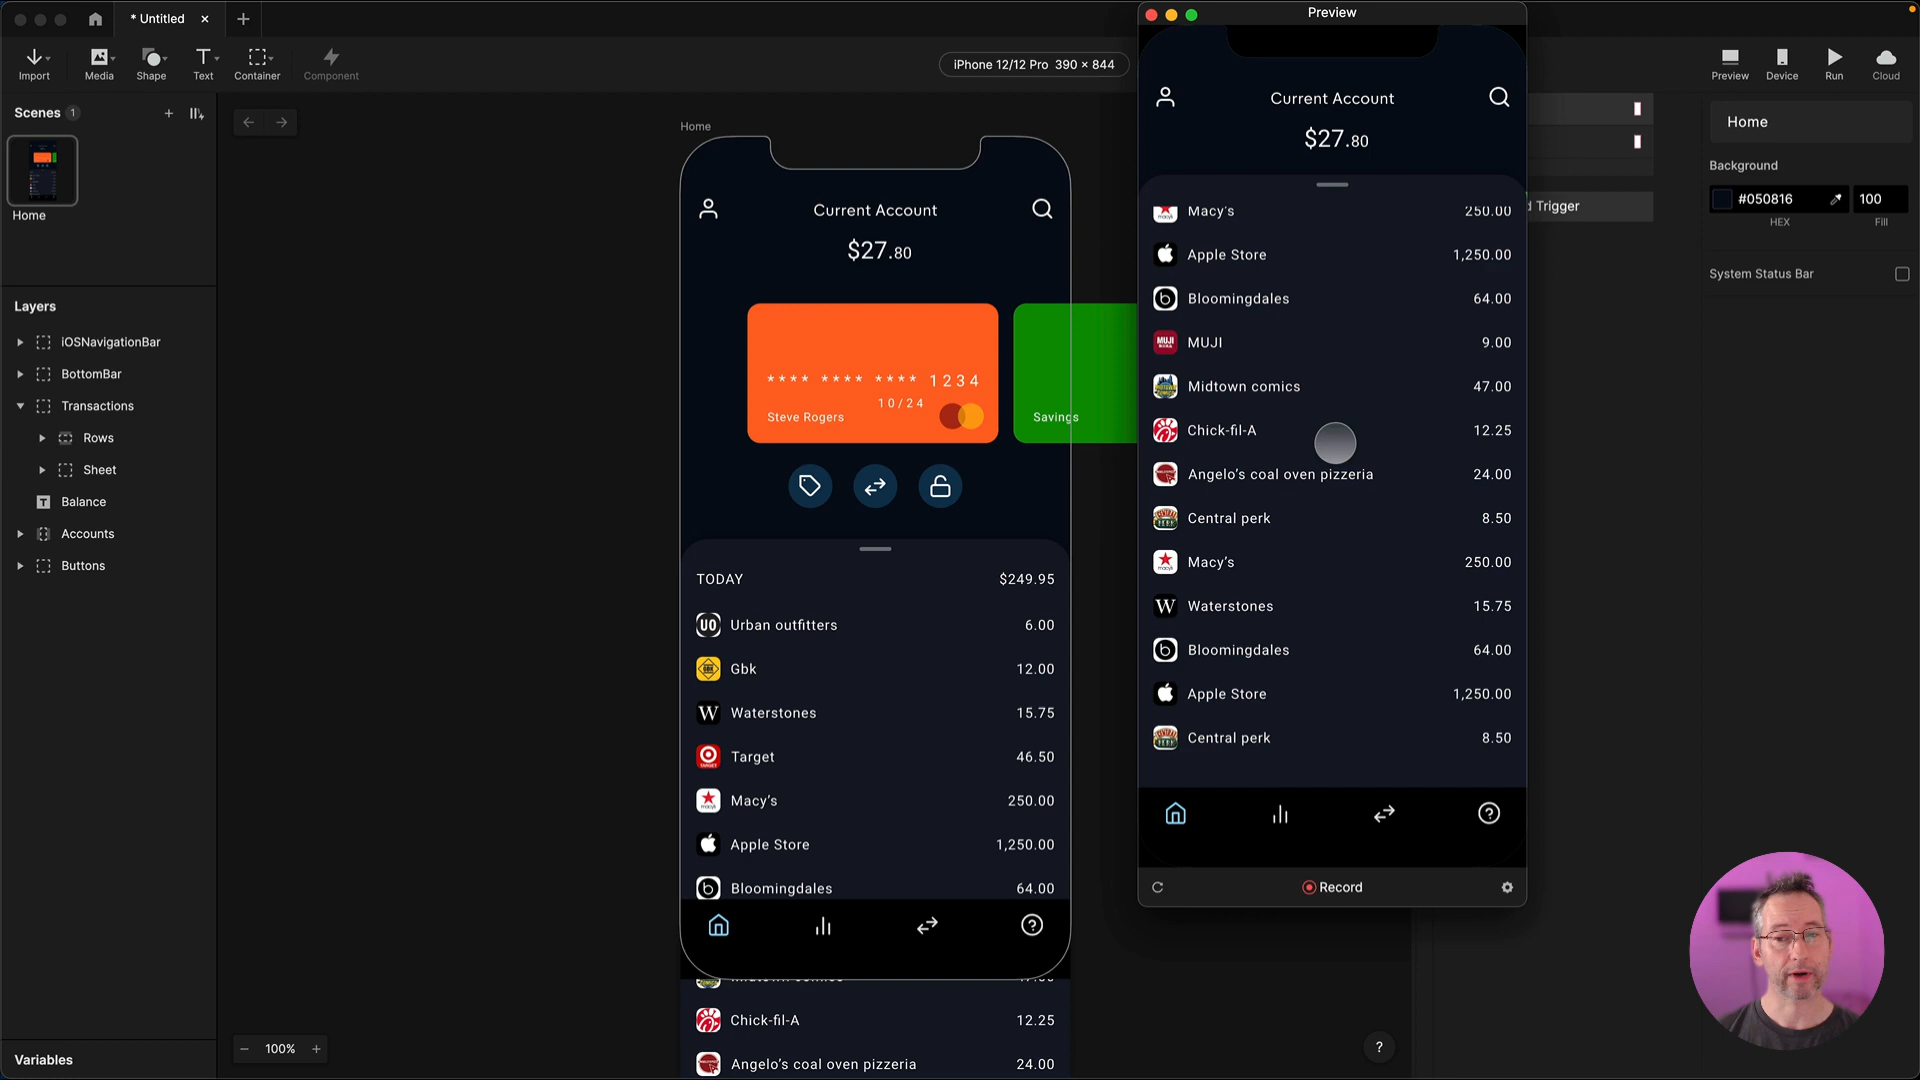 * Untitled
Preview
Import
Media
Shape
Text
Container
Component
iPhone 12/12 Pro 390 × 844
Preview
Device
Run
Cloud
Scenes 1
Home
Layers
iOSNavigationBar
BottomBar
Transactions
Rows
Sheet
Balance
Accounts
Buttons
Variables
100%
Home
Current Account
$27.80
**** **** **** 1234
10/24
Steve Rogers
Savings
TODAY $249.95
Urban outfitters 6.00
Gbk 12.00
Waterstones 15.75
Target 46.50
Macy’s 250.00
Apple Store 1,250.00
Bloomingdales 64.00
Chick-fil-A 12.25
Angelo’s coal oven pizzeria 24.00
Current Account
$27.80
Macy’s 250.00
Apple Store 1,250.00
Bloomingdales 64.00
MUJI 9.00
Midtown comics 47.00
Chick-fil-A 12.25
Angelo’s coal oven pizzeria 24.00
Central perk 8.50
Macy’s 250.00
Waterstones 15.75
Bloomingdales 64.00
Apple Store 1,250.00
Central perk 8.50
Record
Trigger
?
Home
Background
#050816 100
HEX Fill
System Status Bar